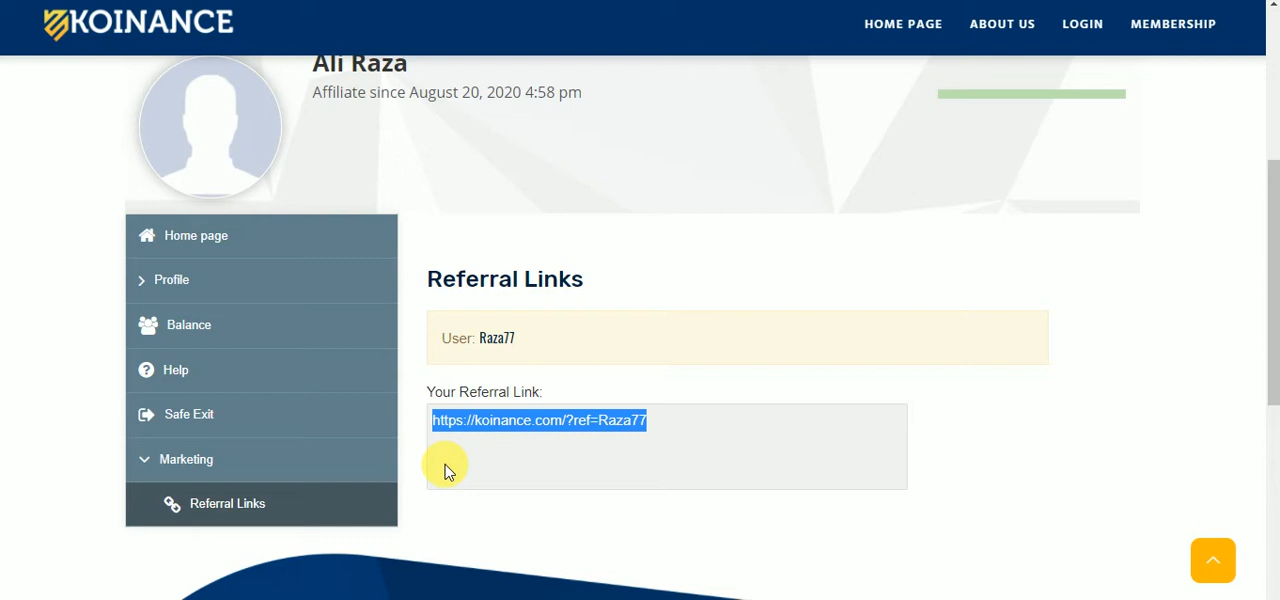 KOINANCE
HOME PAGE ABOUT US LOGIN MEMBERSHIP
Ali Raza
Affiliate since August 20, 2020 4:58 pm
Home page
Profile
Balance
Help
Safe Exit
Marketing
Referral Links
Referral Links
User: Raza77
Your Referral Link:
https://koinance.com/?ref=Raza77